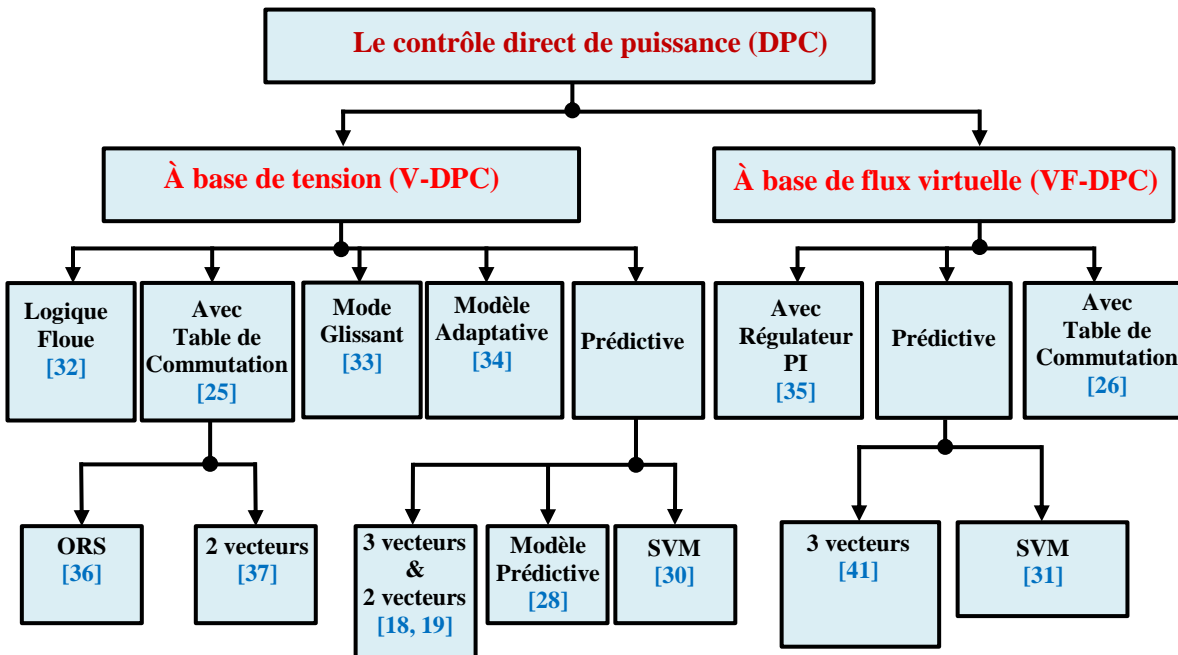 Le contrôle direct de puissance (DPC)
À base de tension (V-DPC)
À base de flux virtuelle (VF-DPC)
Logique
Floue
[32]
Avec
Table de
Commutation
[25]
Mode
Glissant
[33]
Modèle
Adaptative
[34]
Prédictive
Avec
Régulateur
PI
[35]
Prédictive
Avec
Table de
Commutation
[26]
ORS
[36]
2 vecteurs
[37]
3 vecteurs
&
2 vecteurs
[18, 19]
Modèle
Prédictive
[28]
SVM
[30]
3 vecteurs
[41]
SVM
[31]